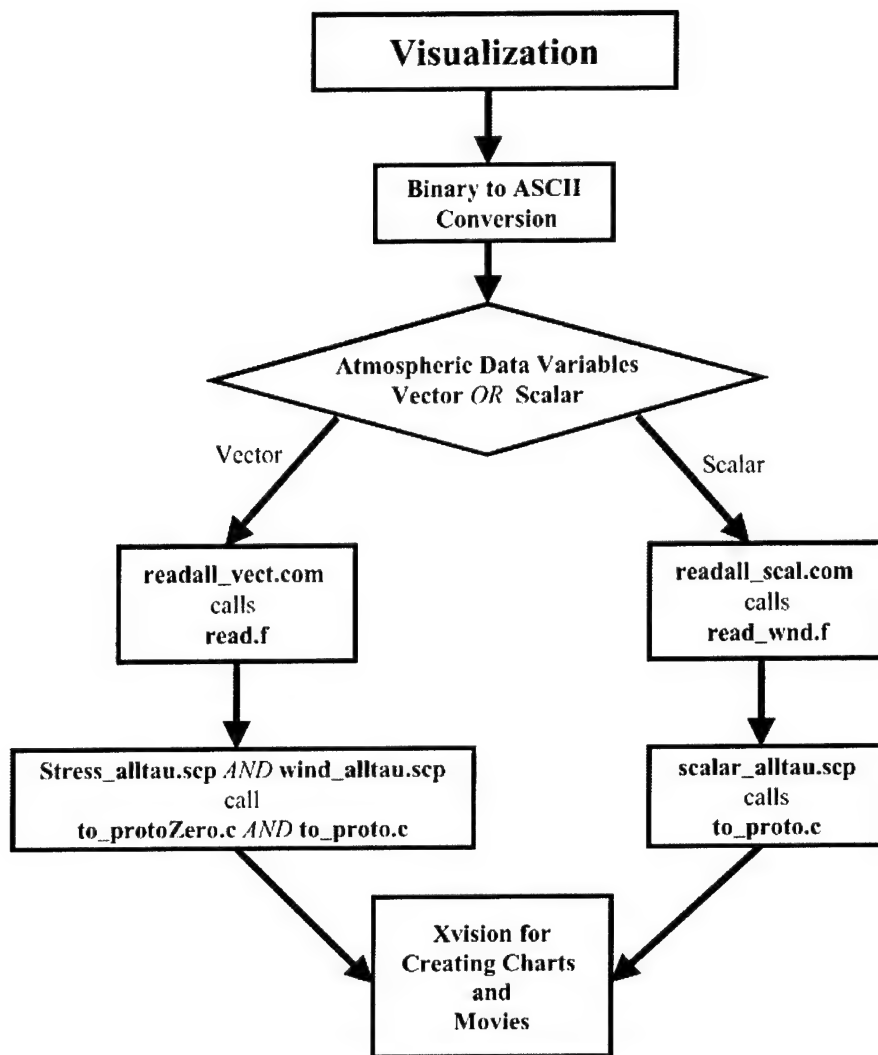 Visualization
Binary to ASCII
Conversion
Atmospheric Data Variables
Vector OR Scalar
Vector
Scalar
readall_vect.com
calls
read.f
readall_scal.com
calls
read_wnd.f
Stress_alltau.scp AND wind_alltau.scp
call
to_protoZero.c AND to_proto.c
scalar_alltau.scp
calls
to_proto.c
Xvision for
Creating Charts
and
Movies